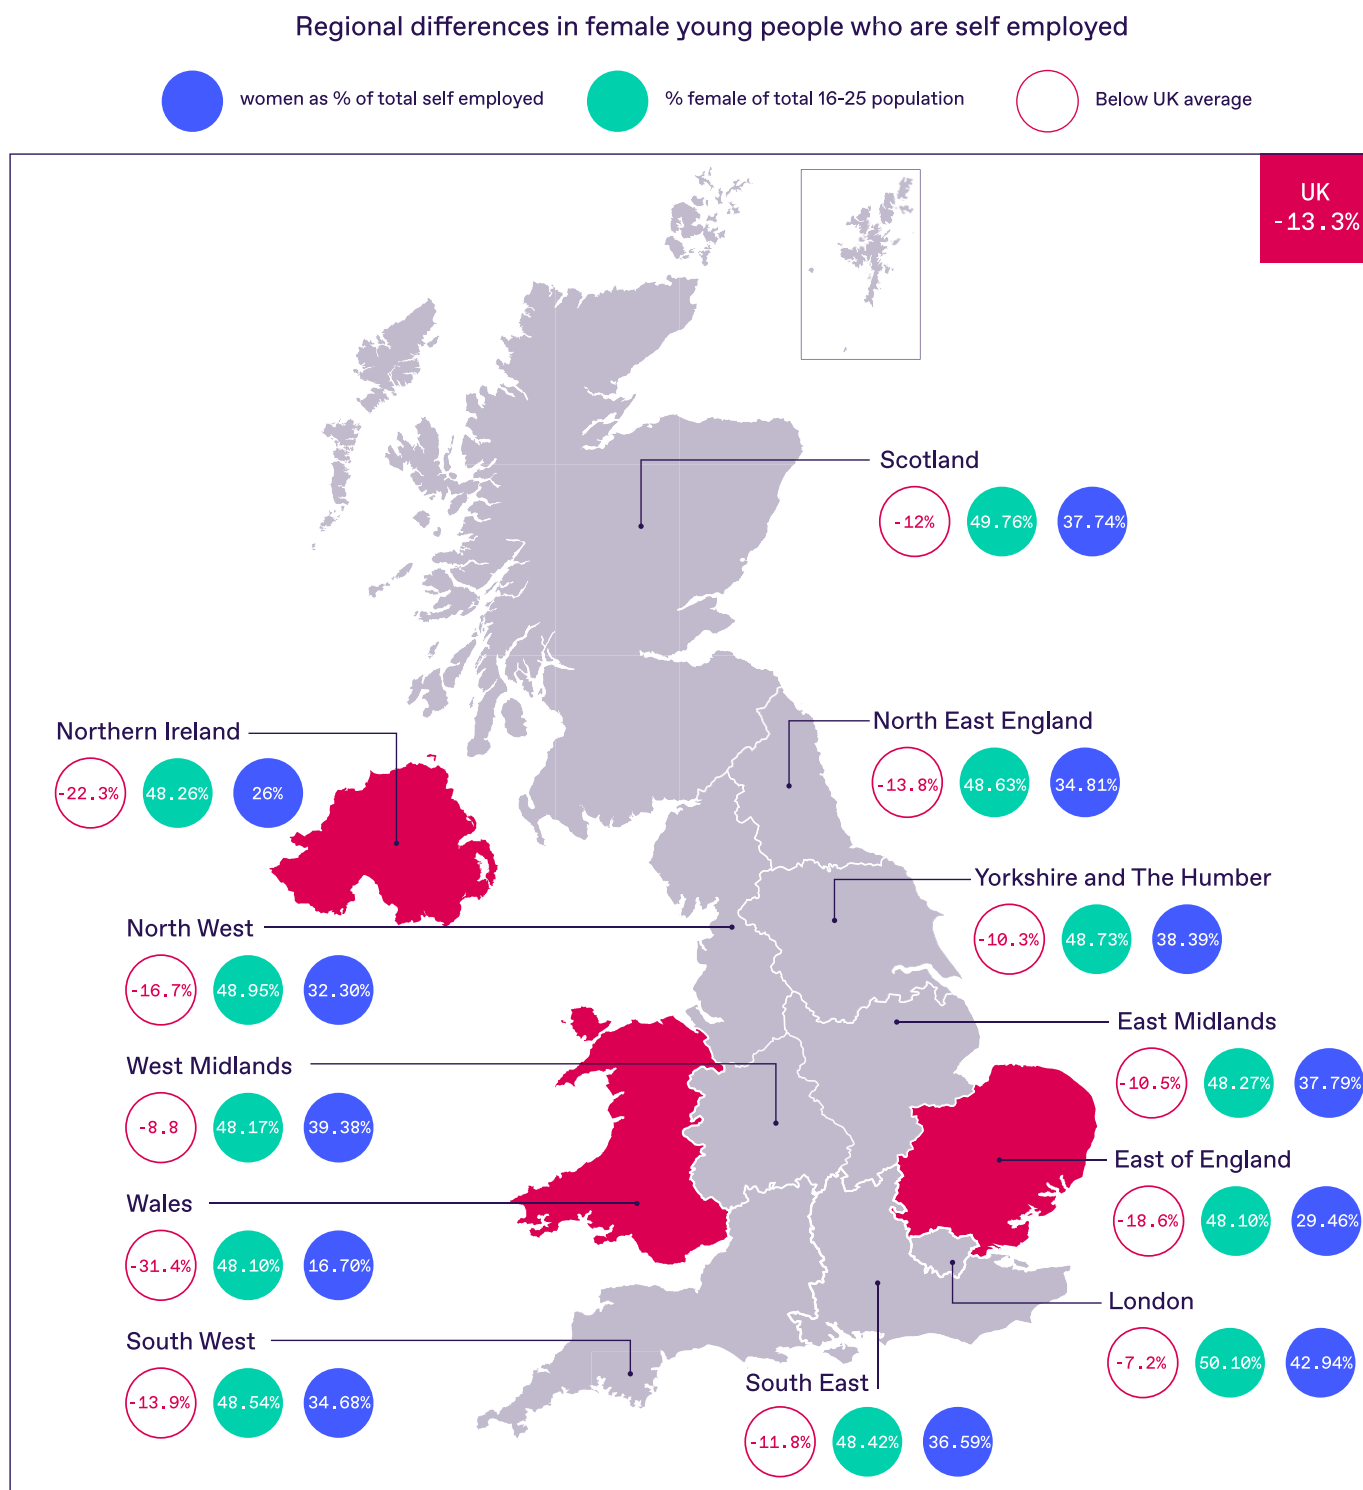 Regional differences in female young people who are self employed
women as % of total self employed
% female of total 16-25 population
Below UK average
UK
-13.3%
Scotland
-12% 49.76% 37.74%
Northern Ireland
-22.3% 48.26% 26%
North East England
-13.8% 48.63% 34.81%
Yorkshire and The Humber
-10.3% 48.73% 38.39%
North West
-16.7% 48.95% 32.30%
East Midlands
-10.5% 48.27% 37.79%
West Midlands
-8.8 48.17% 39.38%
East of England
-18.6% 48.10% 29.46%
Wales
-31.4% 48.10% 16.70%
London
-7.2% 50.10% 42.94%
South West
-13.9% 48.54% 34.68%
South East
-11.8% 48.42% 36.59%